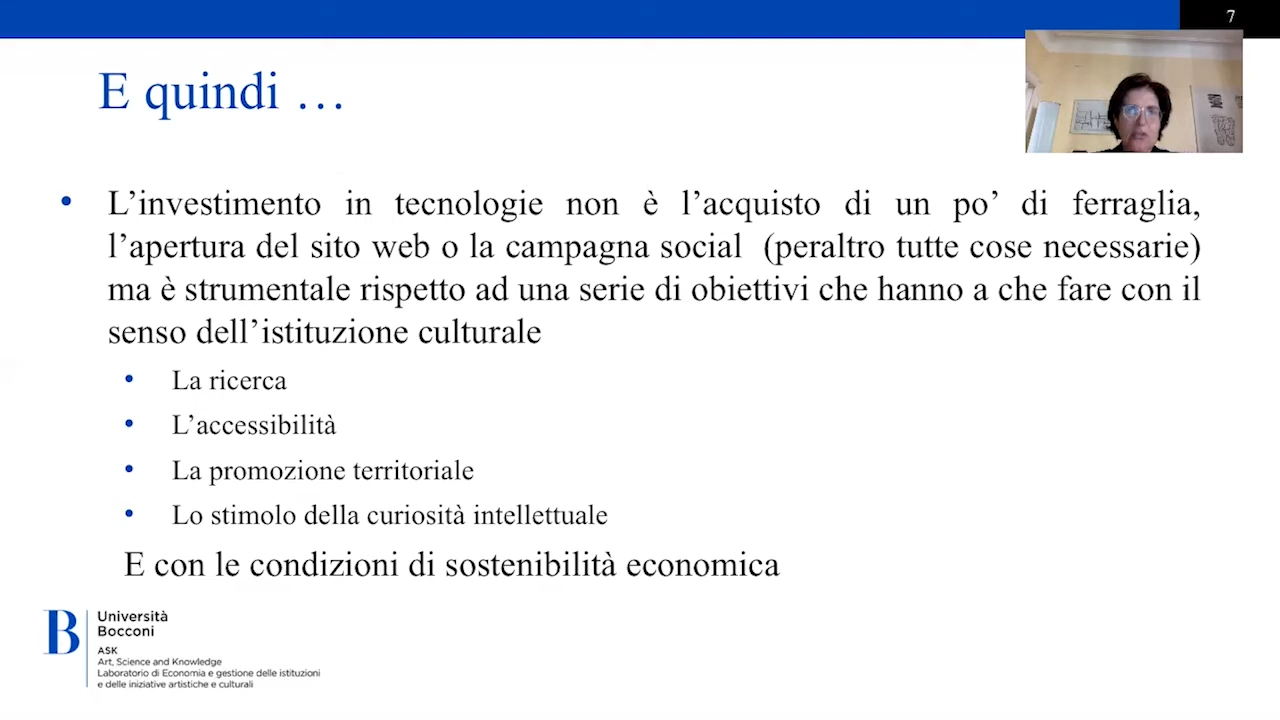 7
E quindi …
• L’investimento in tecnologie non è l’acquisto di un po’ di ferraglia,
l’apertura del sito web o la campagna social (peraltro tutte cose necessarie)
ma è strumentale rispetto ad una serie di obiettivi che hanno a che fare con il
senso dell’istituzione culturale
• La ricerca
• L’accessibilità
• La promozione territoriale
• Lo stimolo della curiosità intellettuale
E con le condizioni di sostenibilità economica
B
Università
Bocconi
ASK
Art, Science and Knowledge
Laboratorio di Economia e gestione delle istituzioni
e delle iniziative artistiche e culturali